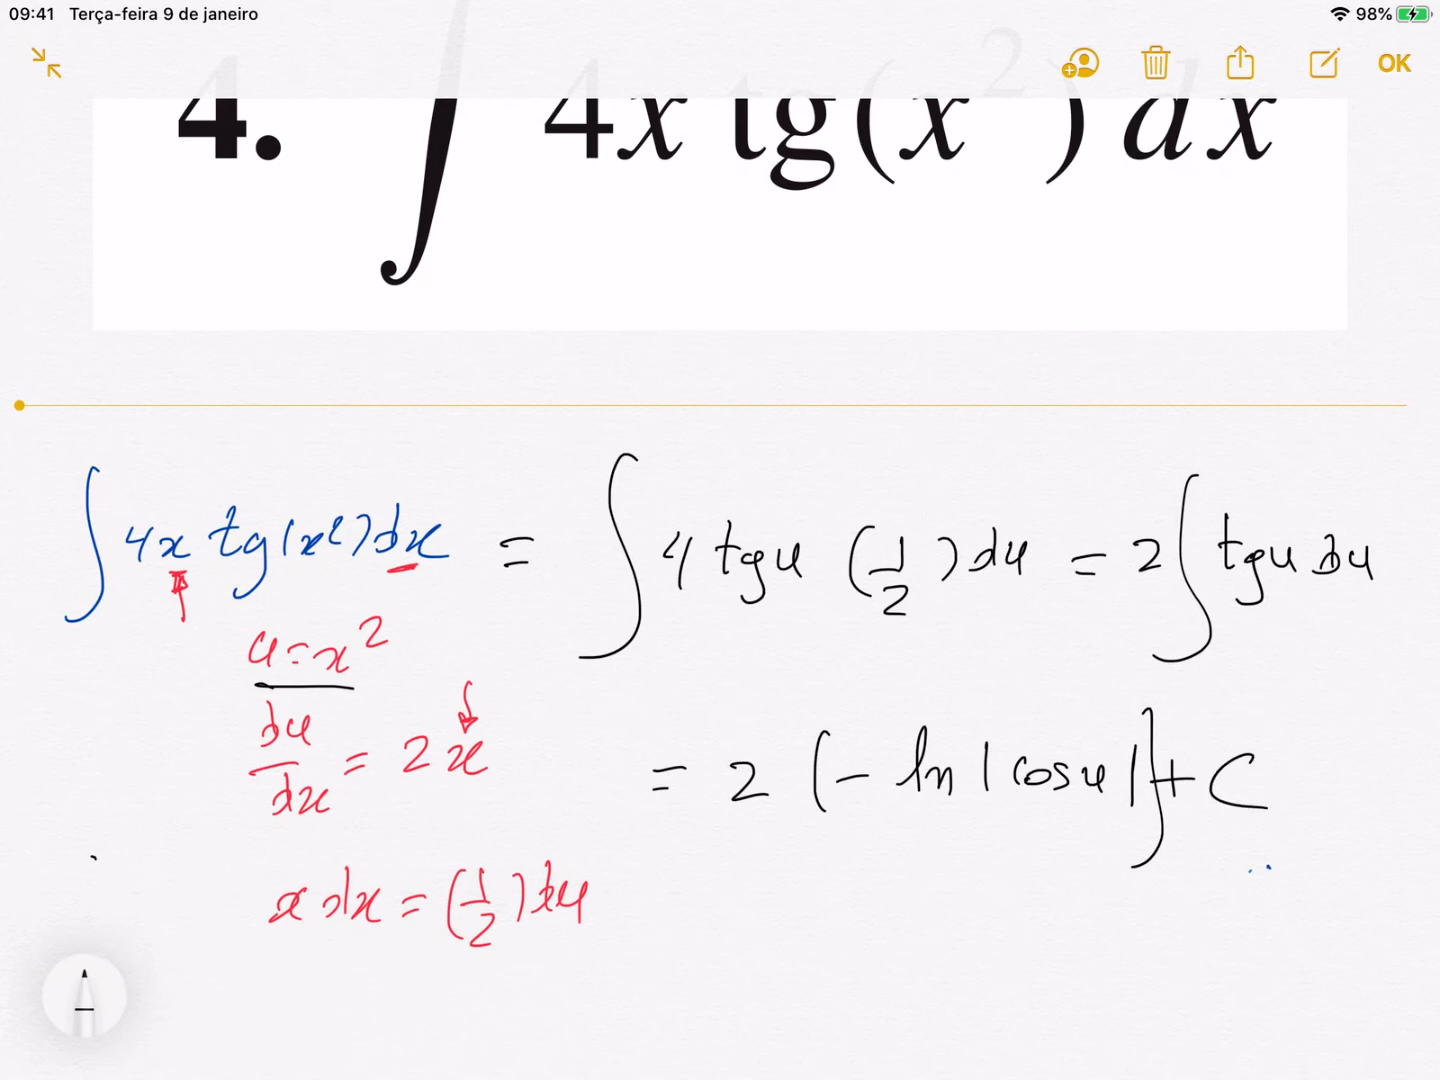 09:41 Terça-feira 9 de janeiro 98%
OK
4. ∫ 4x tg(x²) dx
∫ 4x tg(x²)dx = ∫ 4 tgu (1/2)du = 2 ∫ tgu du
u=x²
du/dx = 2x
= 2 (- ln|cosu|)+C
x dx = (1/2)du